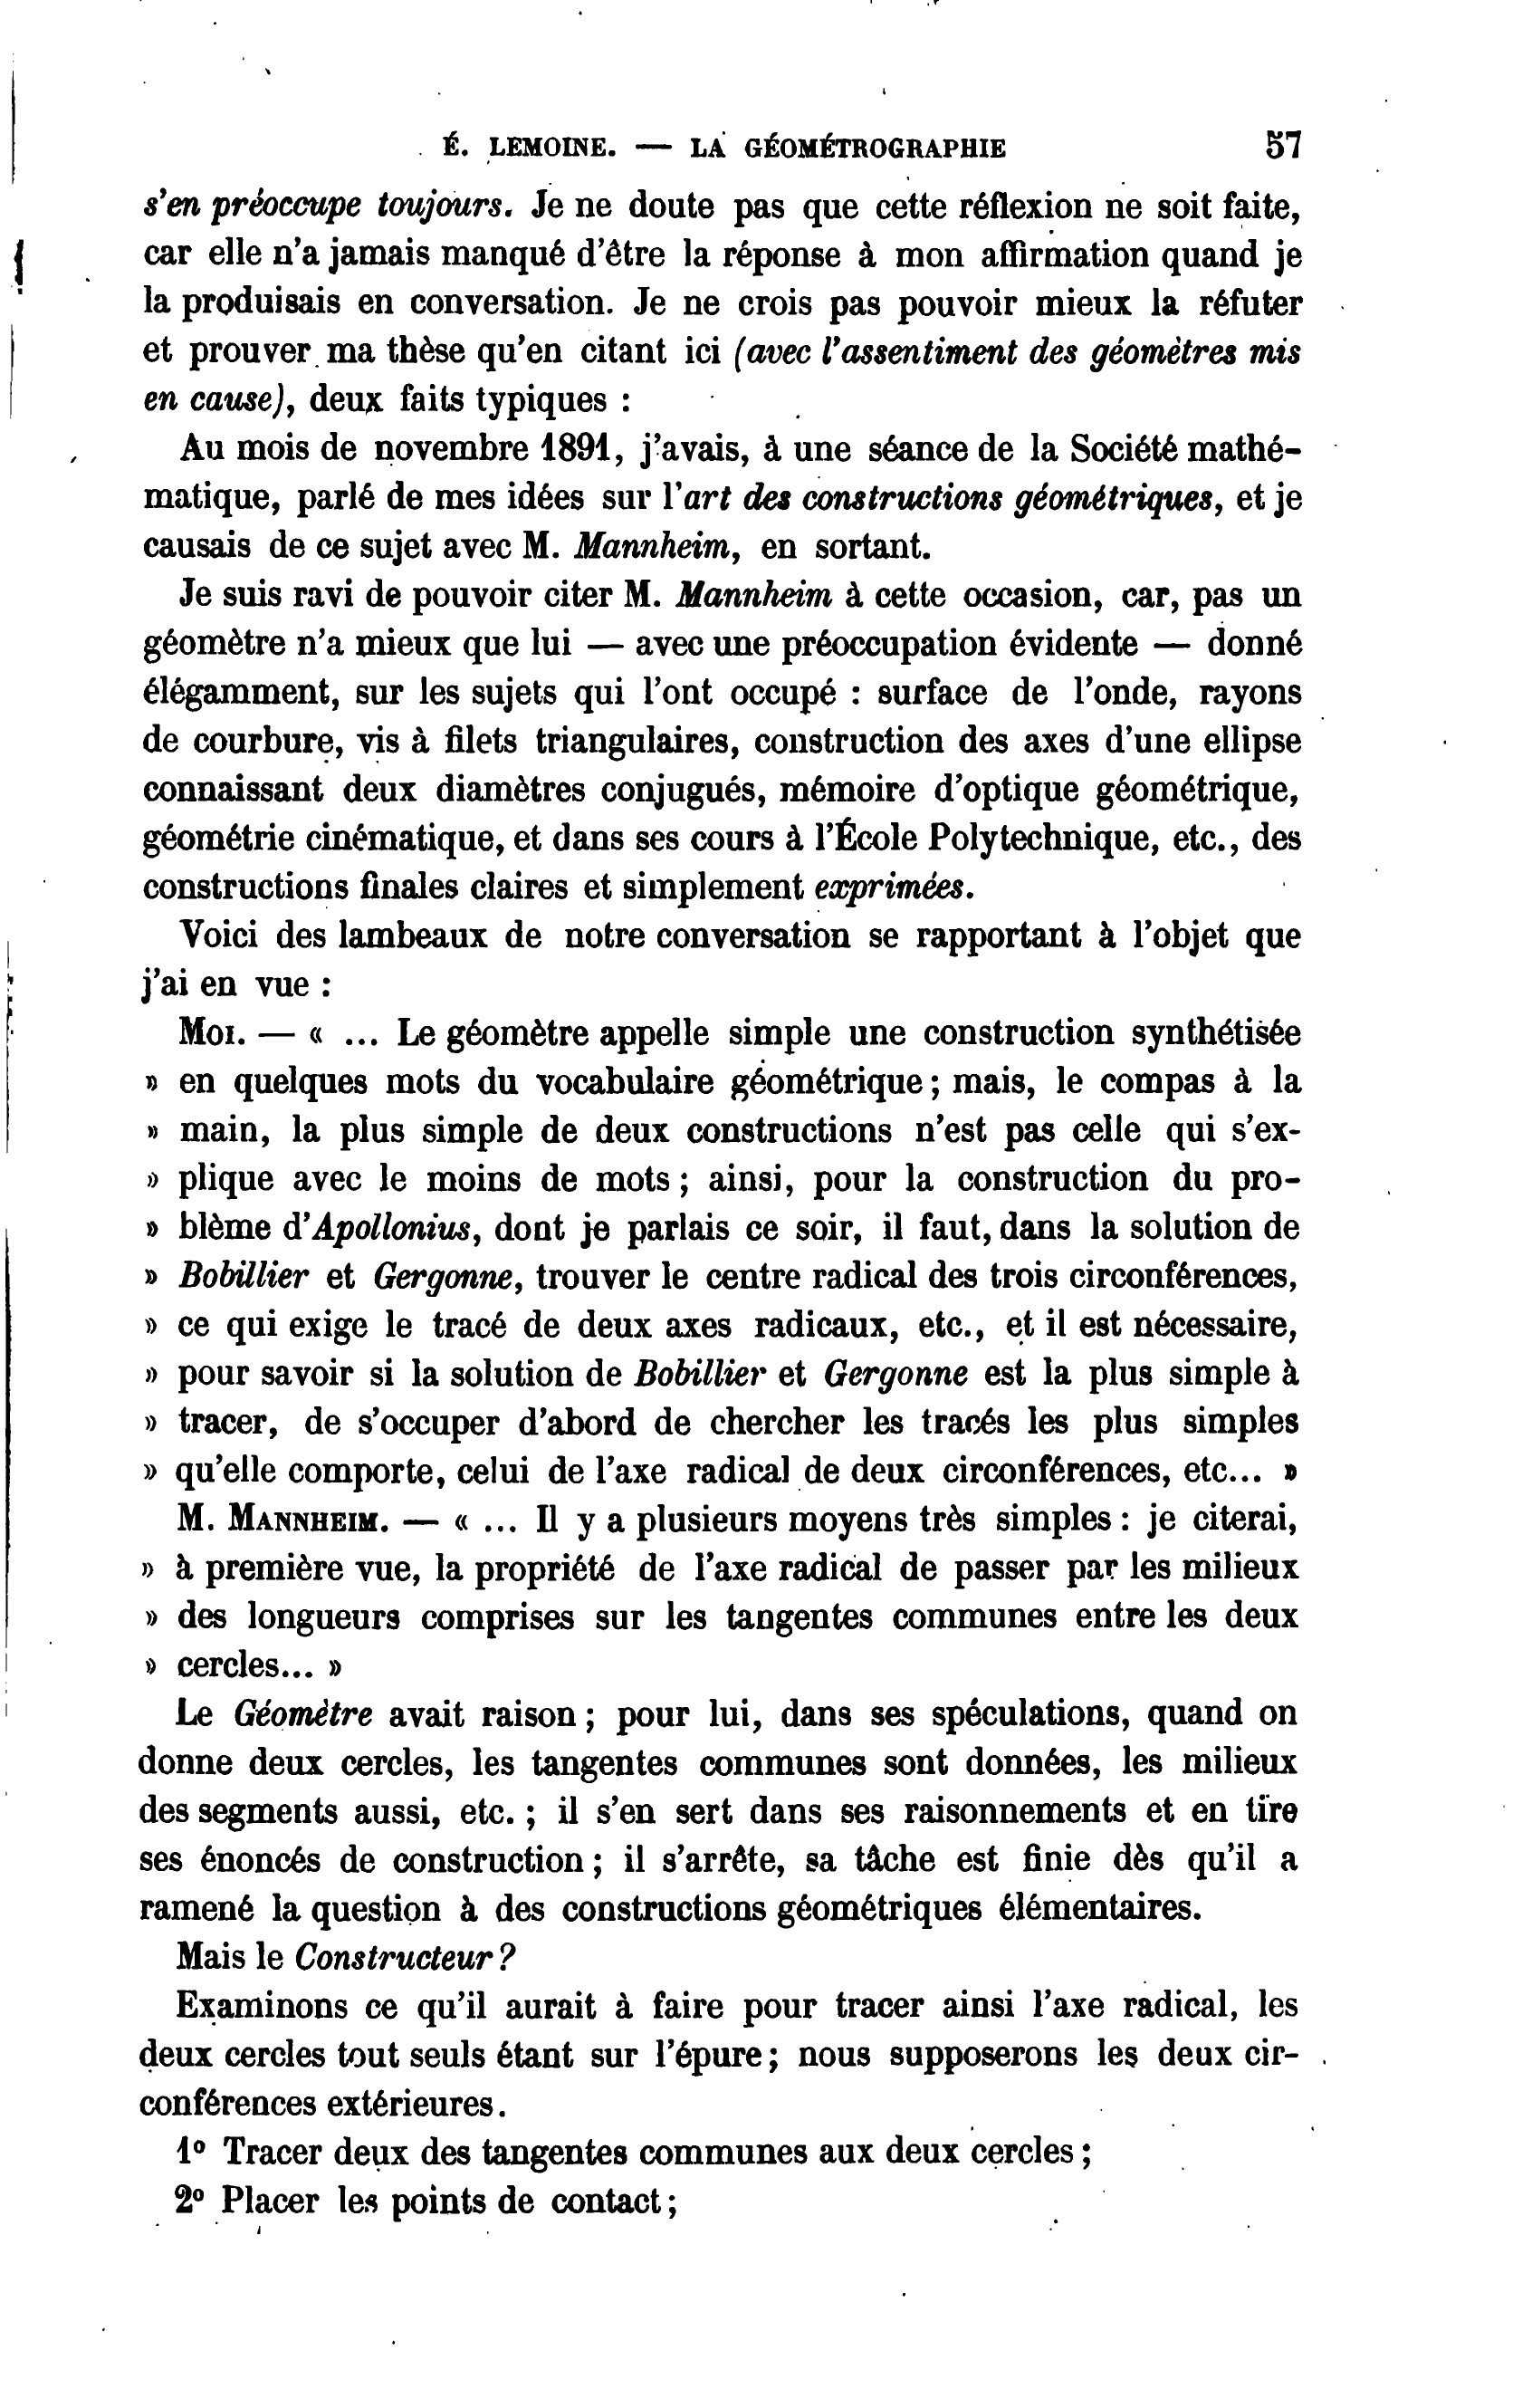 É. LEMOINE. — LA GÉOMÉTROGRAPHIE 57
s'en préoccupe toujours. Je ne doute pas que cette réflexion ne soit faite,
car elle n'a jamais manqué d'être la réponse à mon affirmation quand je
la produisais en conversation. Je ne crois pas pouvoir mieux la réfuter
et prouver ma thèse qu'en citant ici (avec l'assentiment des géomètres mis
en cause), deux faits typiques :
Au mois de novembre 1891, j'avais, à une séance de la Société mathé-
matique, parlé de mes idées sur l'art des constructions géométriques, et je
causais de ce sujet avec M. Mannheim, en sortant.
Je suis ravi de pouvoir citer M. Mannheim à cette occasion, car, pas un
géomètre n'a mieux que lui — avec une préoccupation évidente — donné
élégamment, sur les sujets qui l'ont occupé : surface de l'onde, rayons
de courbure, vis à filets triangulaires, construction des axes d'une ellipse
connaissant deux diamètres conjugués, mémoire d'optique géométrique,
géométrie cinématique, et dans ses cours à l'École Polytechnique, etc., des
constructions finales claires et simplement exprimées.
Voici des lambeaux de notre conversation se rapportant à l'objet que
j'ai en vue :
MOI. — « ... Le géomètre appelle simple une construction synthétisée
» en quelques mots du vocabulaire géométrique ; mais, le compas à la
» main, la plus simple de deux constructions n'est pas celle qui s'ex-
» plique avec le moins de mots ; ainsi, pour la construction du pro-
» blème d'Apollonius, dont je parlais ce soir, il faut, dans la solution de
» Bobillier et Gergonne, trouver le centre radical des trois circonférences,
» ce qui exige le tracé de deux axes radicaux, etc., et il est nécessaire,
» pour savoir si la solution de Bobillier et Gergonne est la plus simple à
» tracer, de s'occuper d'abord de chercher les tracés les plus simples
» qu'elle comporte, celui de l'axe radical de deux circonférences, etc... »
M. MANNHEIM. — « ... Il y a plusieurs moyens très simples : je citerai,
» à première vue, la propriété de l'axe radical de passer par les milieux
» des longueurs comprises sur les tangentes communes entre les deux
» cercles... »
Le Géomètre avait raison ; pour lui, dans ses spéculations, quand on
donne deux cercles, les tangentes communes sont données, les milieux
des segments aussi, etc. ; il s'en sert dans ses raisonnements et en tire
ses énoncés de construction ; il s'arrête, sa tâche est finie dès qu'il a
ramené la question à des constructions géométriques élémentaires.
Mais le Constructeur ?
Examinons ce qu'il aurait à faire pour tracer ainsi l'axe radical, les
deux cercles tout seuls étant sur l'épure ; nous supposerons les deux cir-
conférences extérieures.
1° Tracer deux des tangentes communes aux deux cercles ;
2° Placer les points de contact ;